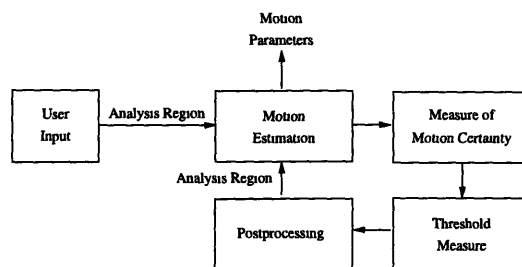 Motion
Parameters
User
Input
Analysis Region
Motion
Estimation
Measure of
Motion Certainty
Analysis Region
Postprocessing
Threshold
Measure